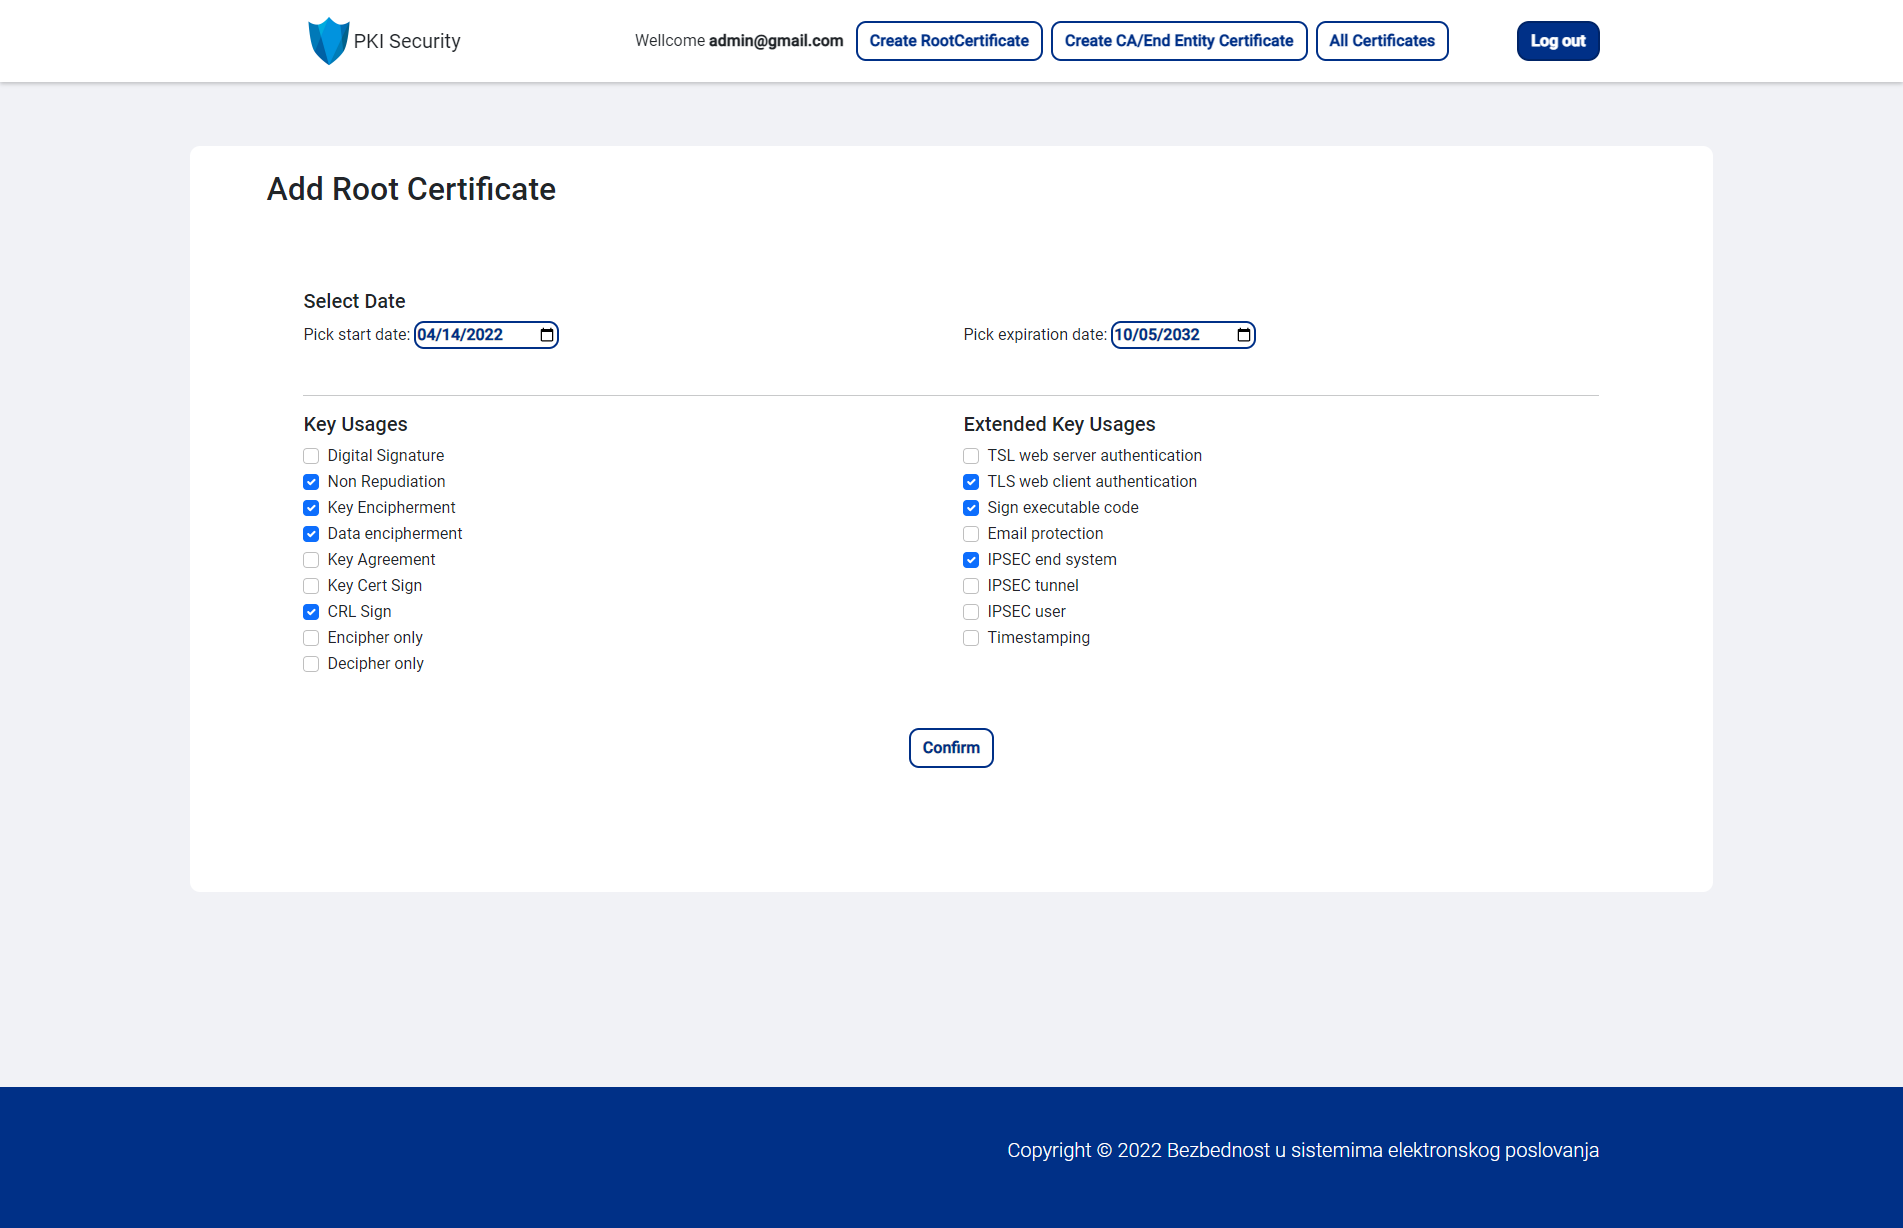 PKI Security
Wellcome admin@gmail.com
Create RootCertificate
Create CA/End Entity Certificate
All Certificates
Log out
Add Root Certificate
Select Date
Pick start date: 04/14/2022
Pick expiration date: 10/05/2032
Key Usages
Digital Signature
Non Repudiation
Key Encipherment
Data encipherment
Key Agreement
Key Cert Sign
CRL Sign
Encipher only
Decipher only
Extended Key Usages
TSL web server authentication
TLS web client authentication
Sign executable code
Email protection
IPSEC end system
IPSEC tunnel
IPSEC user
Timestamping
Confirm
Copyright © 2022 Bezbednost u sistemima elektronskog poslovanja